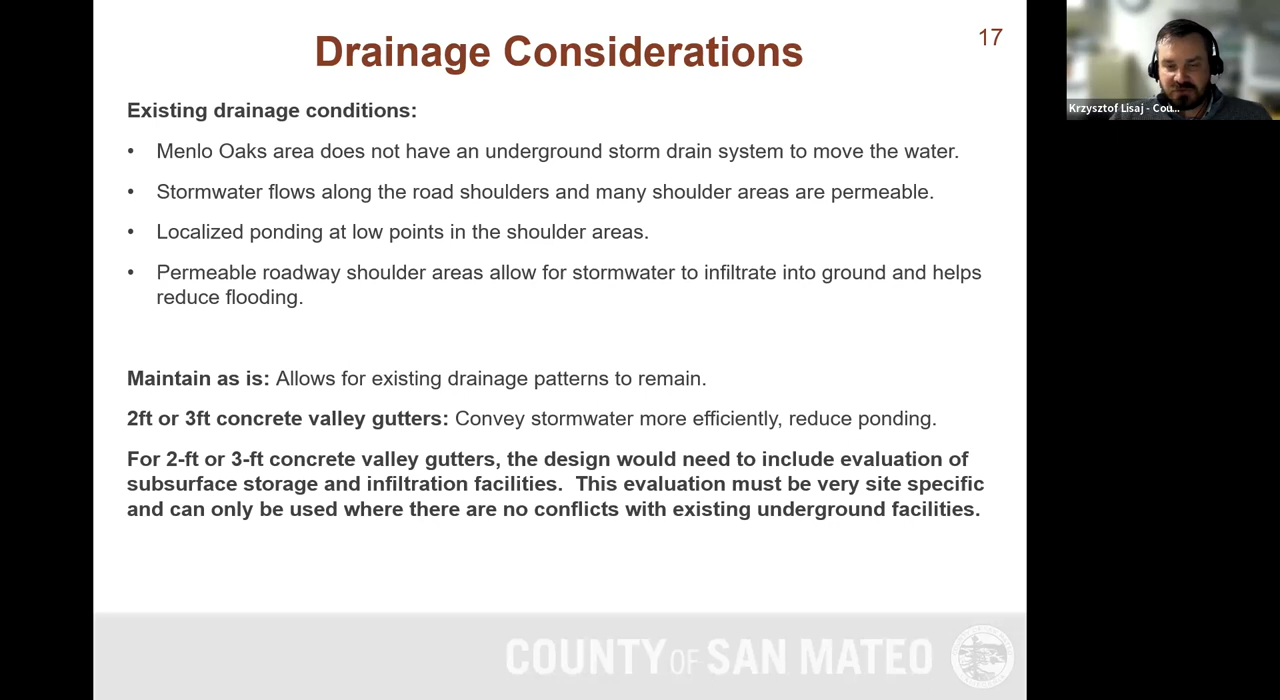 Drainage Considerations
17
Krzysztof Lisaj - Cou...
Existing drainage conditions:
• Menlo Oaks area does not have an underground storm drain system to move the water.
• Stormwater flows along the road shoulders and many shoulder areas are permeable.
• Localized ponding at low points in the shoulder areas.
• Permeable roadway shoulder areas allow for stormwater to infiltrate into ground and helps
reduce flooding.
Maintain as is: Allows for existing drainage patterns to remain.
2ft or 3ft concrete valley gutters: Convey stormwater more efficiently, reduce ponding.
For 2-ft or 3-ft concrete valley gutters, the design would need to include evaluation of
subsurface storage and infiltration facilities.  This evaluation must be very site specific
and can only be used where there are no conflicts with existing underground facilities.
COUNTY OF SAN MATEO